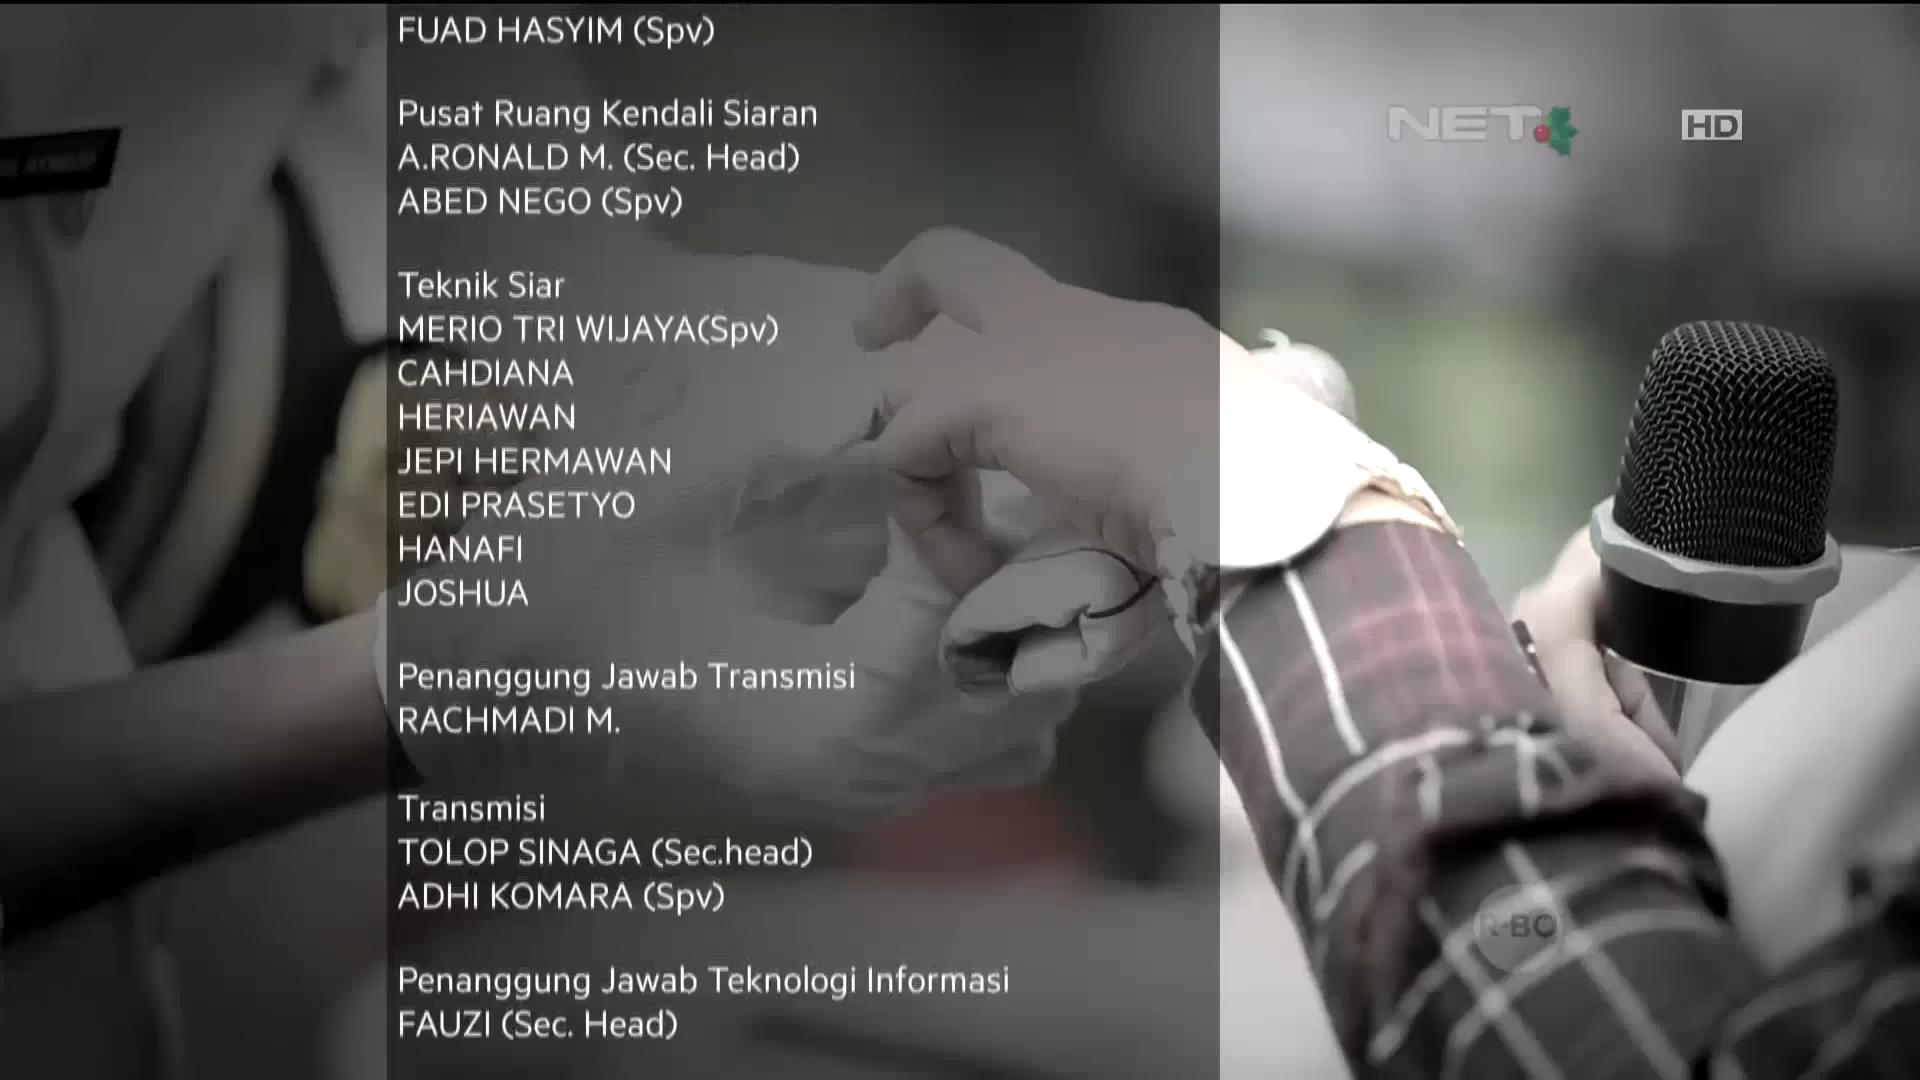 FUAD HASYIM (Spv)
Pusat Ruang Kendali Siaran
A.RONALD M. (Sec. Head)
ABED NEGO (Spv)
Teknik Siar
MERIO TRI WIJAYA(Spv)
CAHDIANA
HERIAWAN
JEPI HERMAWAN
EDI PRASETYO
HANAFI
JOSHUA
Penanggung Jawab Transmisi
RACHMADI M.
Transmisi
TOLOP SINAGA (Sec.head)
ADHI KOMARA (Spv)
Penanggung Jawab Teknologi Informasi
FAUZI (Sec. Head)
NET
HD
R-BO